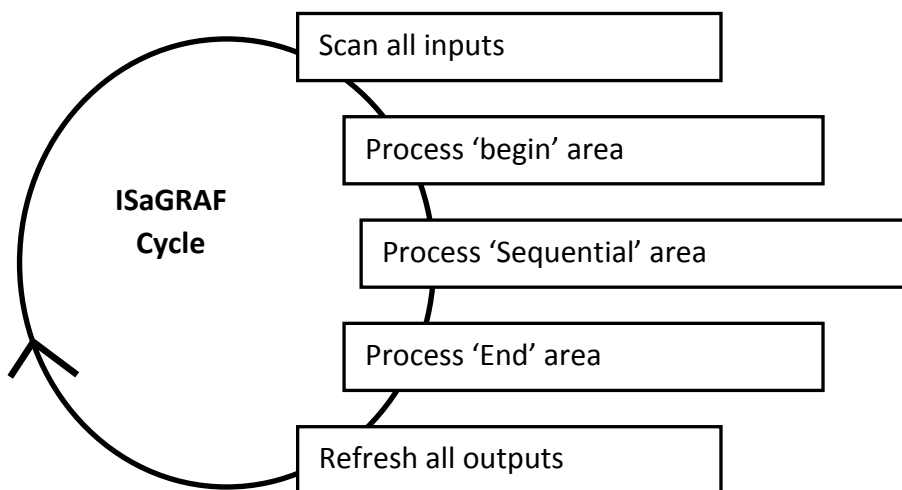 Scan all inputs
Process ‘begin’ area
ISaGRAF
Cycle
Process ‘Sequential’ area
Process ‘End’ area
Refresh all outputs